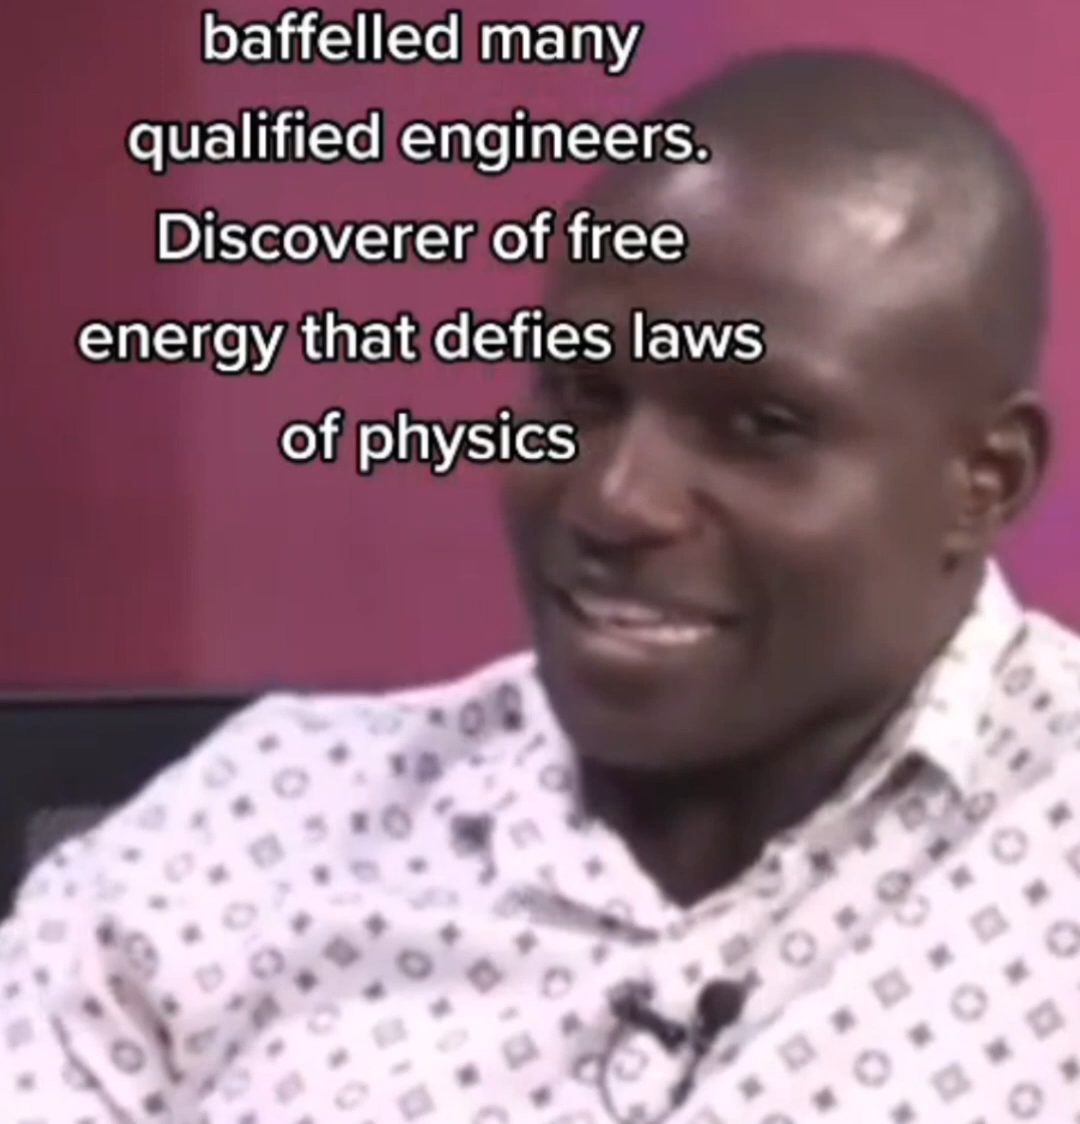 baffelled many
qualified engineers.
Discoverer of free
energy that defies laws
of physics